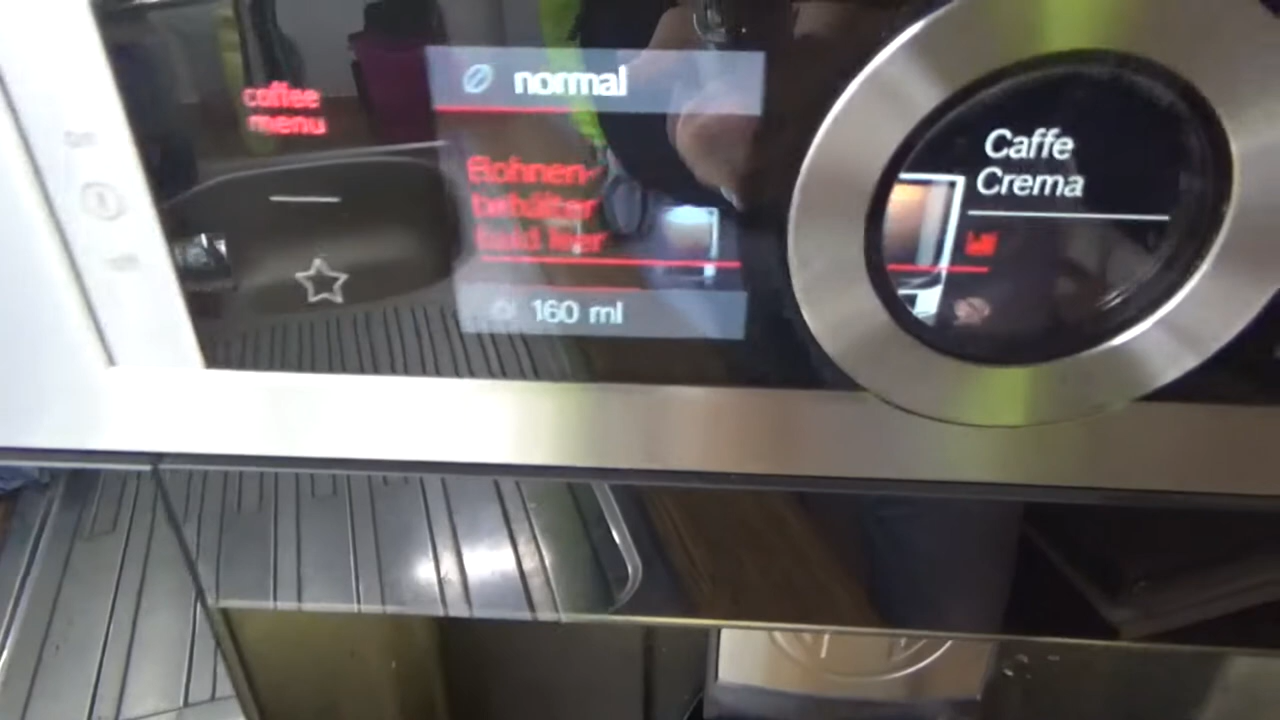 coffee
menu
normal
Bohnen-
behälter
bald leer
160 ml
Caffe
Crema